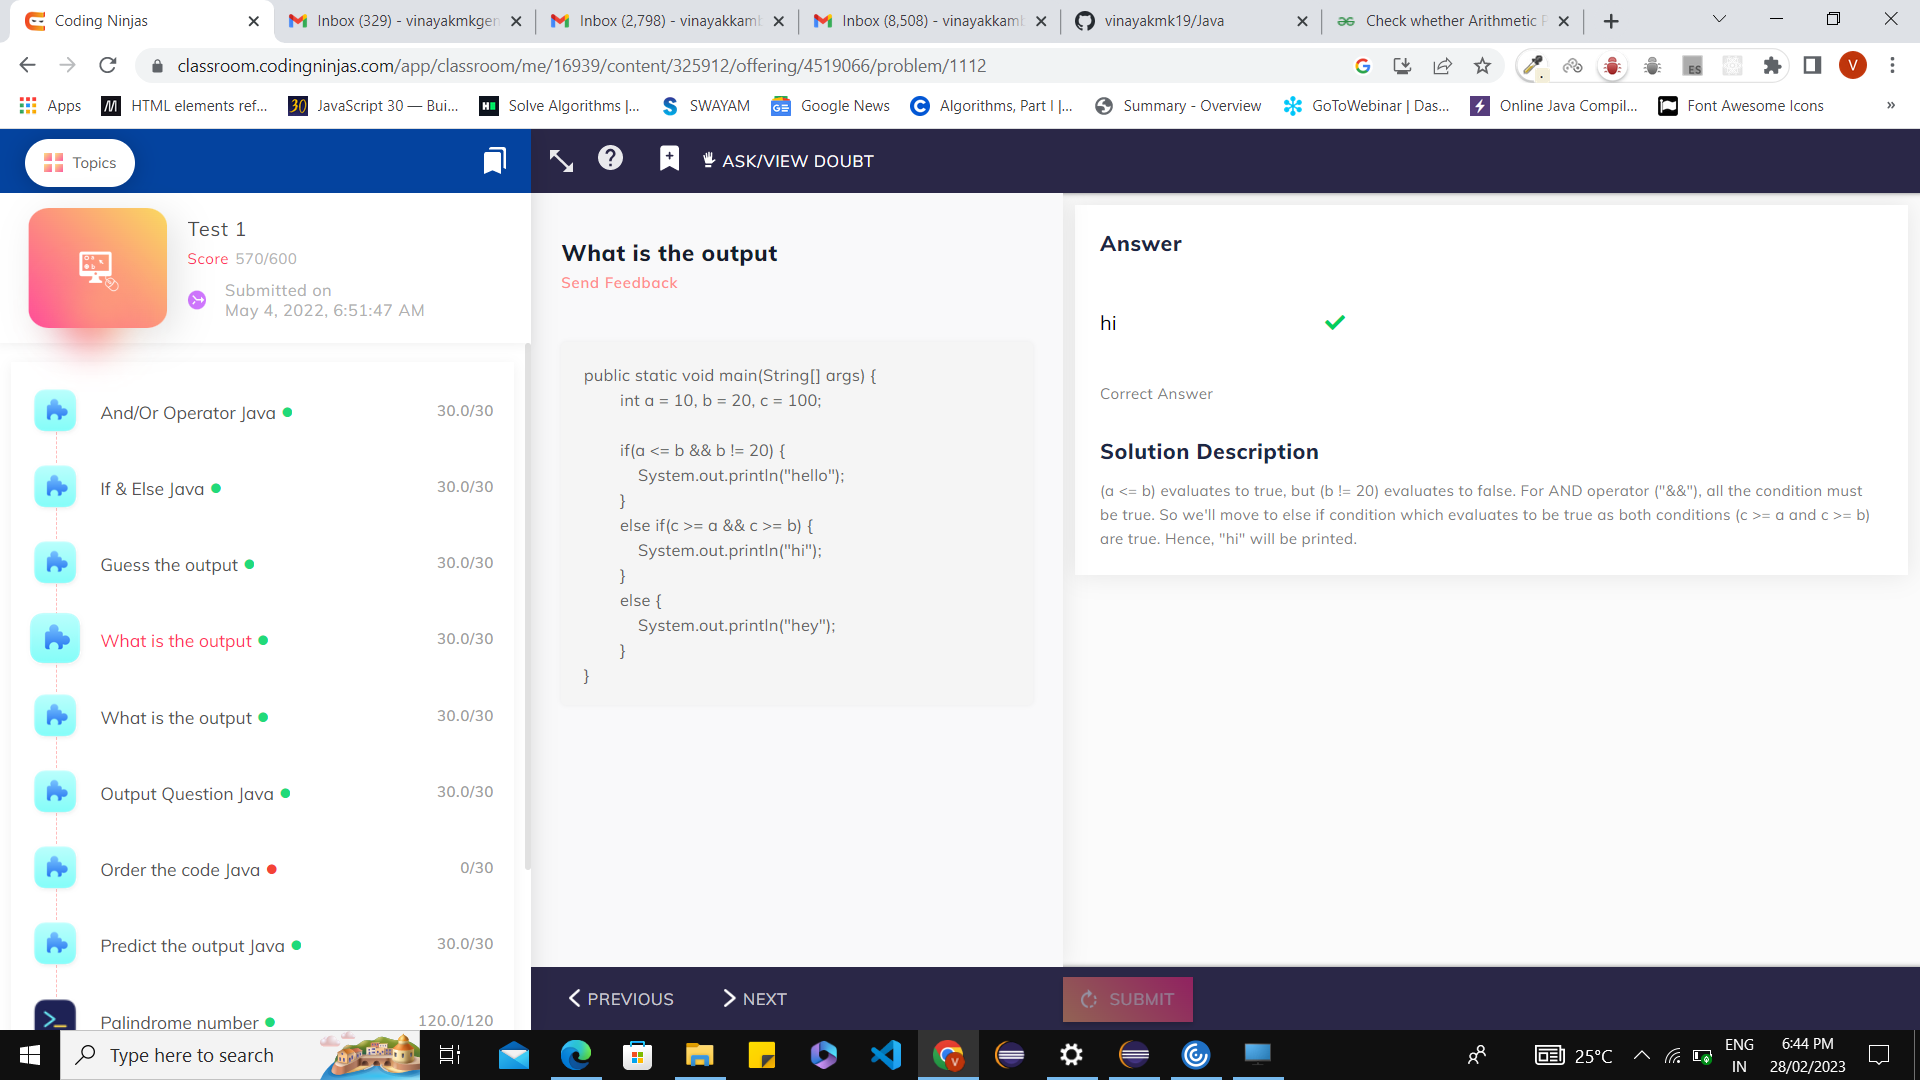 Coding Ninjas
Inbox (329) - vinayakmkgen
Inbox (2,798) - vinayakkamb
Inbox (8,508) - vinayakkamb
vinayakmk19/Java
Check whether Arithmetic P
classroom.codingninjas.com/app/classroom/me/16939/content/325912/offering/4519066/problem/1112
ES
V
Apps
HTML elements ref...
JavaScript 30 — Bui...
Solve Algorithms |...
SWAYAM
Google News
Algorithms, Part I |...
Summary - Overview
GoToWebinar | Das...
Online Java Compil...
Font Awesome Icons
»
Topics
ASK/VIEW DOUBT
Test 1
Score 570/600
Submitted on
May 4, 2022, 6:51:47 AM
And/Or Operator Java 30.0/30
If & Else Java 30.0/30
Guess the output 30.0/30
What is the output 30.0/30
What is the output 30.0/30
Output Question Java 30.0/30
Order the code Java 0/30
Predict the output Java 30.0/30
Palindrome number 120.0/120
What is the output
Send Feedback
public static void main(String[] args) {
int a = 10, b = 20, c = 100;
if(a <= b && b != 20) {
System.out.println("hello");
}
else if(c >= a && c >= b) {
System.out.println("hi");
}
else {
System.out.println("hey");
}
}
Answer
hi
Correct Answer
Solution Description
(a <= b) evaluates to true, but (b != 20) evaluates to false. For AND operator ("&&"), all the condition must
be true. So we'll move to else if condition which evaluates to be true as both conditions (c >= a and c >= b)
are true. Hence, "hi" will be printed.
PREVIOUS
NEXT
SUBMIT
Type here to search
25°C
ENG
IN
6:44 PM
28/02/2023